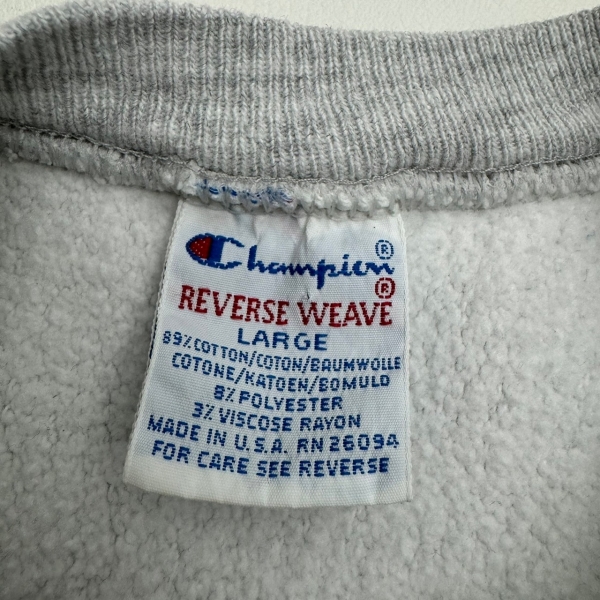 Champion®
REVERSE WEAVE®
LARGE
89% COTTON/COTON/BAUMWOLLE
COTONE/KATOEN/BOMULD
8% POLYESTER
3% VISCOSE RAYON
MADE IN U.S.A. RN 26094
FOR CARE SEE REVERSE